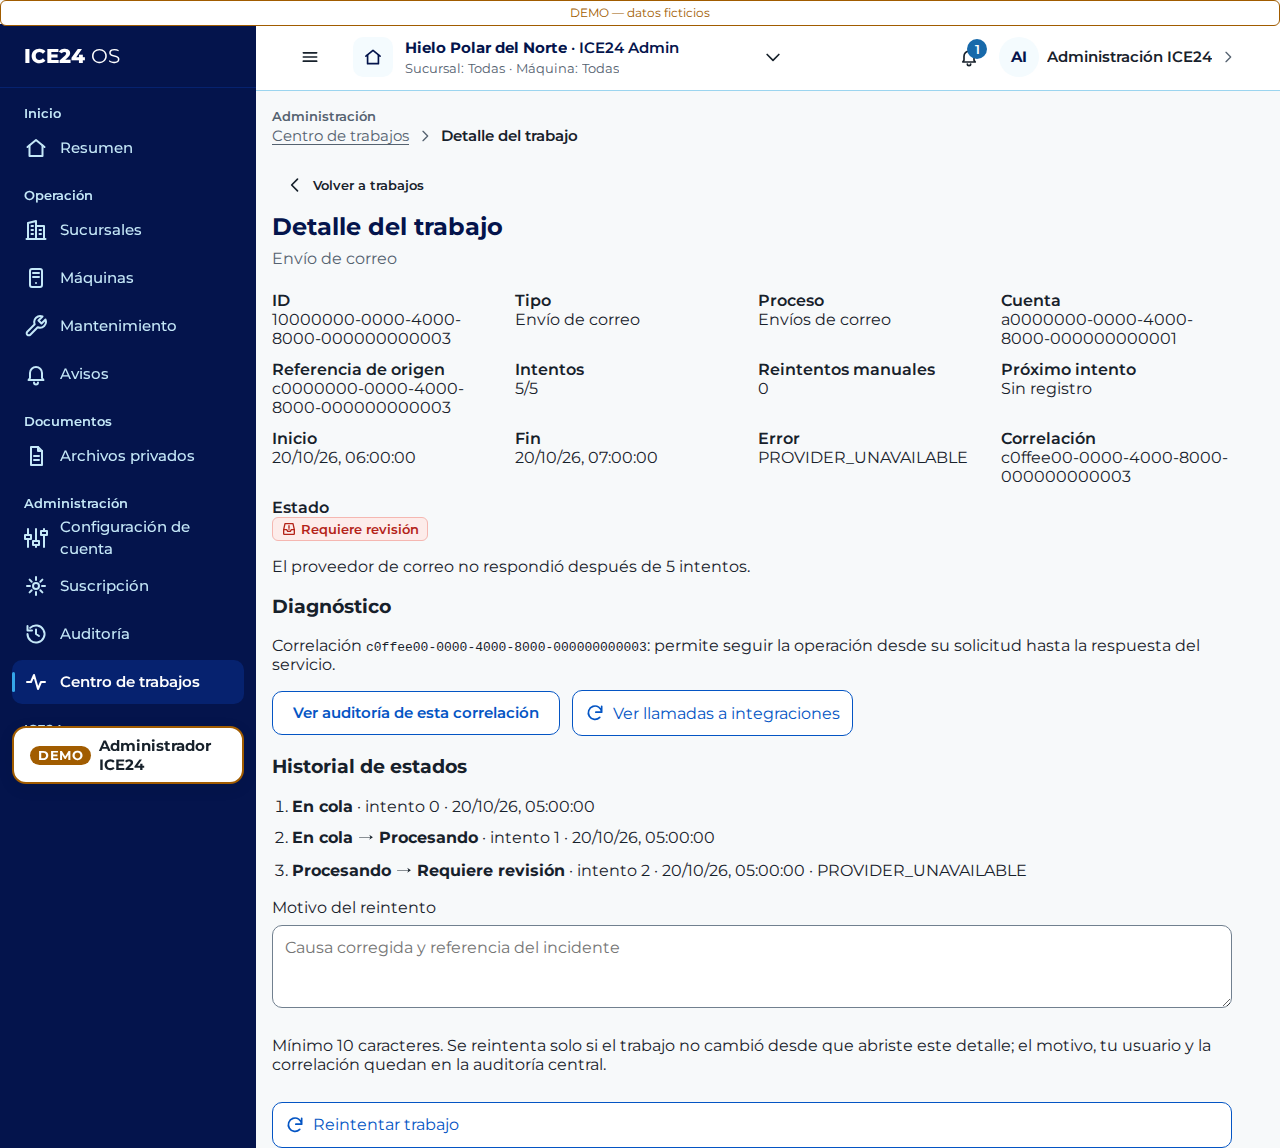 DEMO — datos ficticios
ICE24 OS
Inicio
Resumen
Operación
Sucursales
Máquinas
Mantenimiento
Avisos
Documentos
Archivos privados
Administración
Configuración de
cuenta
Suscripción
Auditoría
Centro de trabajos
DEMO
Administrador
ICE24
Hielo Polar del Norte · ICE24 Admin
Sucursal: Todas · Máquina: Todas
1
AI
Administración ICE24
Administración
Centro de trabajos
Detalle del trabajo
Volver a trabajos
Detalle del trabajo
Envío de correo
ID
10000000-0000-4000-
8000-000000000003
Tipo
Envío de correo
Proceso
Envíos de correo
Cuenta
a0000000-0000-4000-
8000-000000000001
Referencia de origen
c0000000-0000-4000-
8000-000000000003
Intentos
5/5
Reintentos manuales
0
Próximo intento
Sin registro
Inicio
20/10/26, 06:00:00
Fin
20/10/26, 07:00:00
Error
PROVIDER_UNAVAILABLE
Correlación
c0ffee00-0000-4000-8000-
000000000003
Estado
Requiere revisión
El proveedor de correo no respondió después de 5 intentos.
Diagnóstico
Correlación c0ffee00-0000-4000-8000-000000000003: permite seguir la operación desde su solicitud hasta la respuesta del
servicio.
Ver auditoría de esta correlación
Ver llamadas a integraciones
Historial de estados
1. En cola · intento 0 · 20/10/26, 05:00:00
2. En cola → Procesando · intento 1 · 20/10/26, 05:00:00
3. Procesando → Requiere revisión · intento 2 · 20/10/26, 05:00:00 · PROVIDER_UNAVAILABLE
Motivo del reintento
Causa corregida y referencia del incidente
Mínimo 10 caracteres. Se reintenta solo si el trabajo no cambió desde que abriste este detalle; el motivo, tu usuario y la
correlación quedan en la auditoría central.
Reintentar trabajo